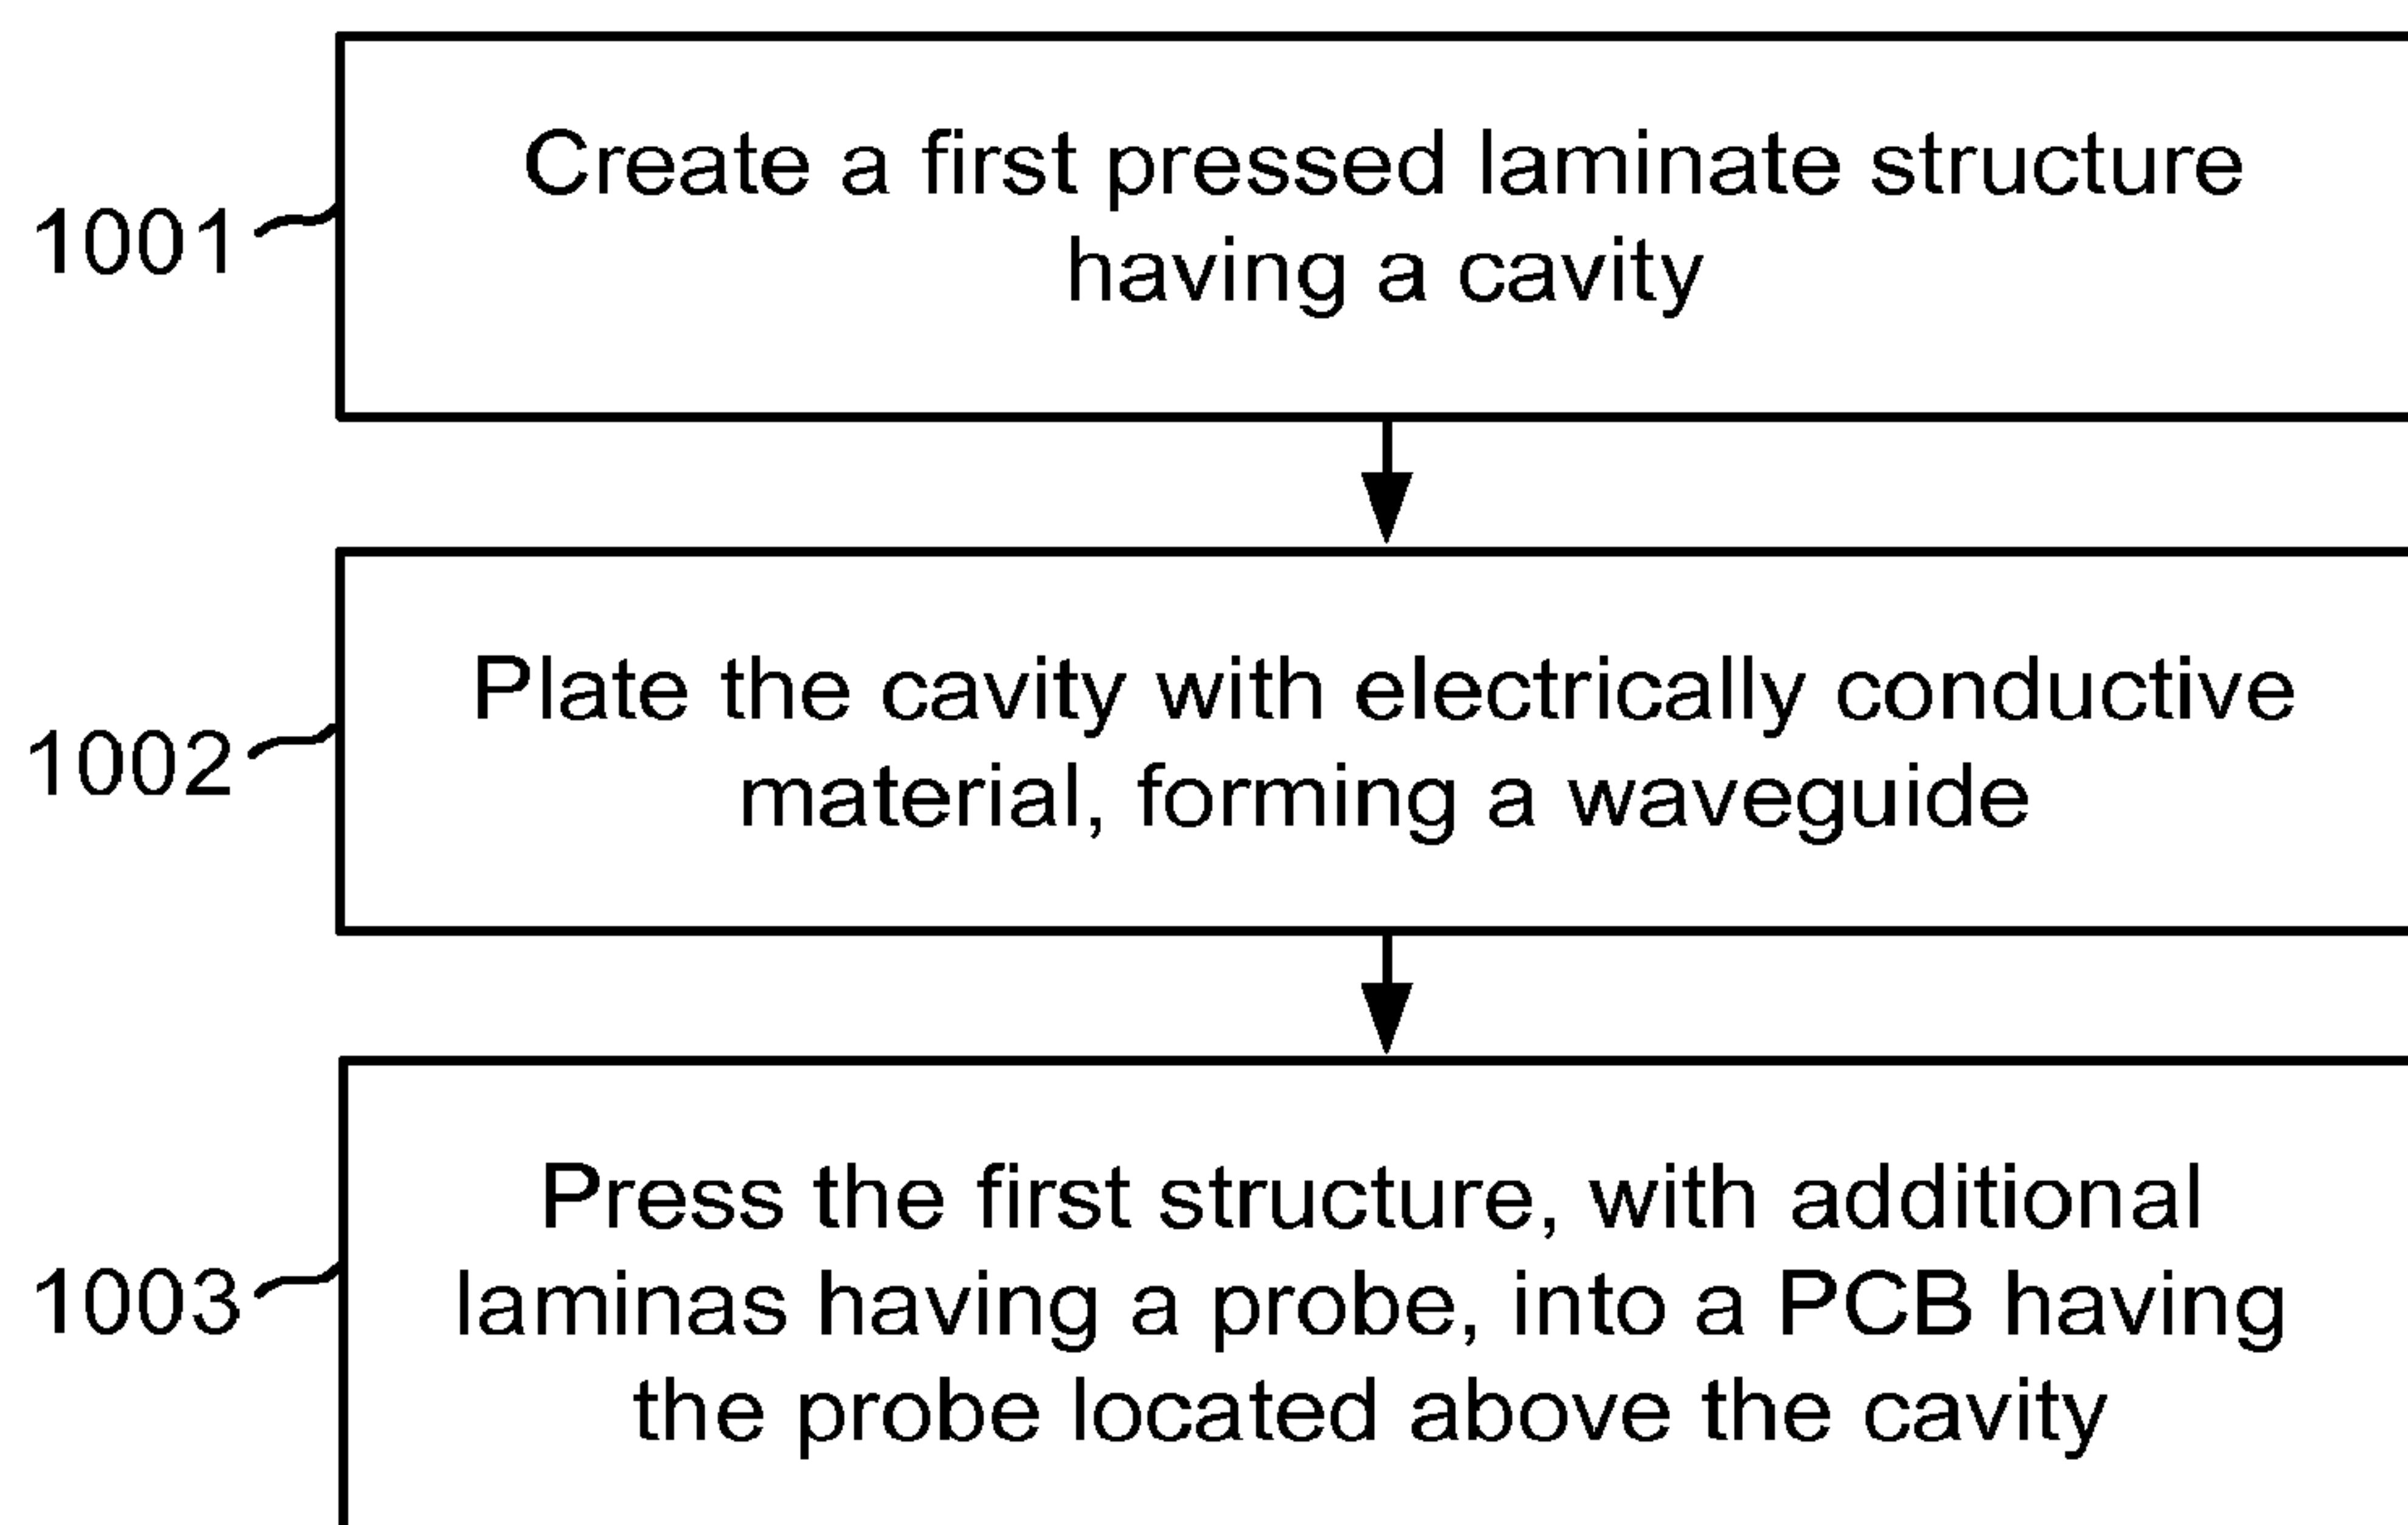 1001
Create a first pressed laminate structure
having a cavity
1002
Plate the cavity with electrically conductive
material, forming a waveguide
1003
Press the first structure, with additional
laminas having a probe, into a PCB having
the probe located above the cavity